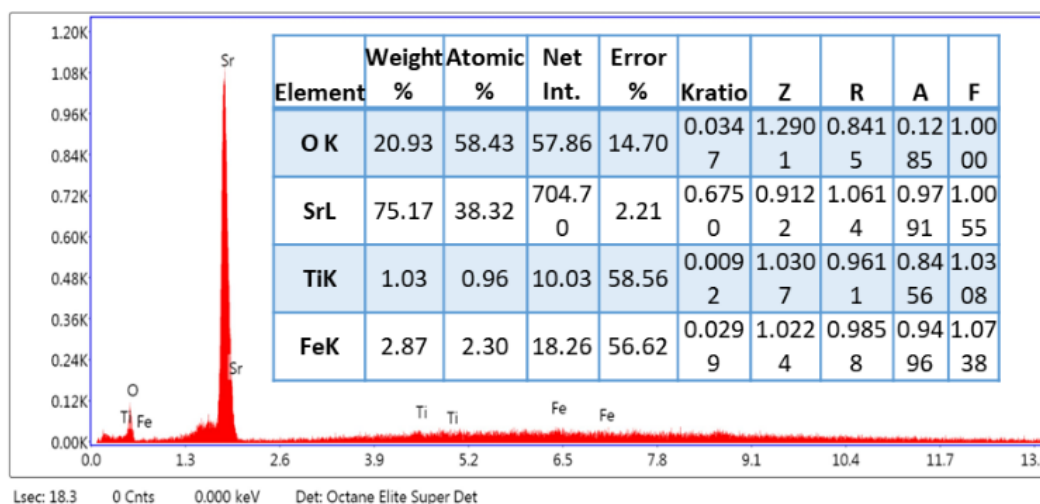 1.20K
1.08K
0.96K
0.84K
0.72K
0.60K
0.48K
0.36K
0.24K
0.12K
0.00K
Sr
Sr
O
Ti
Fe
Ti
Ti
Fe
Fe
Element Weight % Atomic % Net Int. Error % Kratio Z R A F
O K 20.93 58.43 57.86 14.70 0.0347 1.2901 0.8415 0.1285 1.0000
SrL 75.17 38.32 704.70 2.21 0.6750 0.9122 1.0614 0.9791 1.0055
TiK 1.03 0.96 10.03 58.56 0.0092 1.0307 0.9611 0.8456 1.0308
FeK 2.87 2.30 18.26 56.62 0.0299 1.0224 0.9858 0.9496 1.0738
0.0 1.3 2.6 3.9 5.2 6.5 7.8 9.1 10.4 11.7 13.
Lsec: 18.3 0 Cnts 0.000 keV Det: Octane Elite Super Det